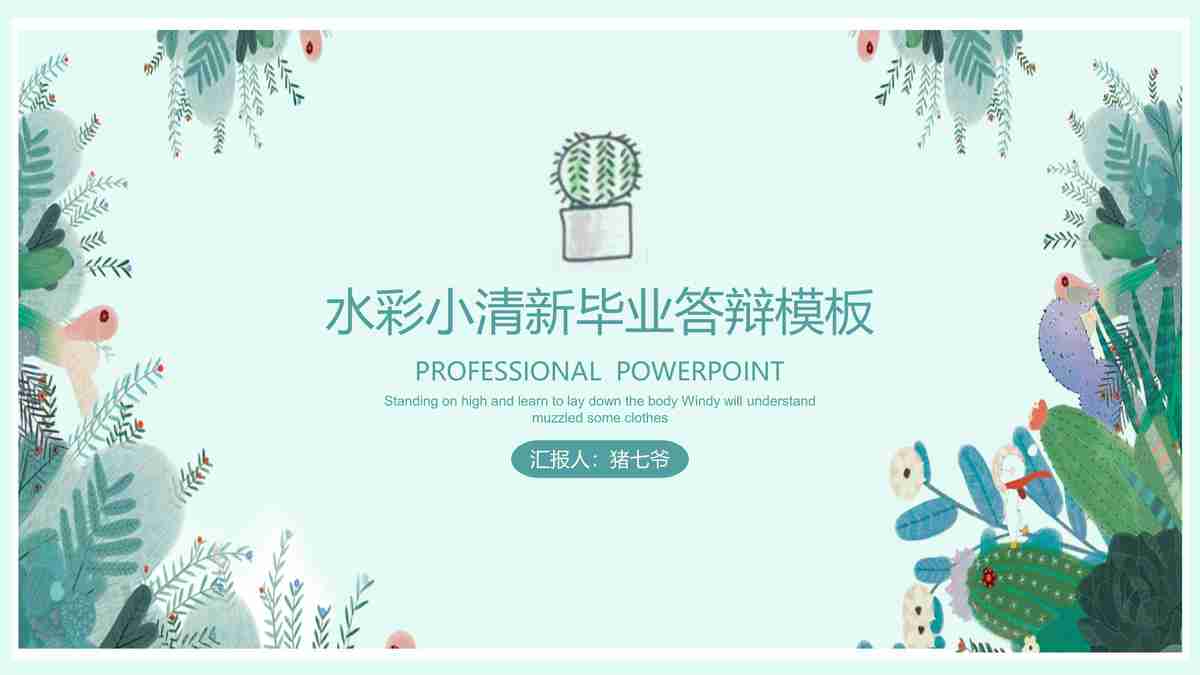 水彩小清新毕业答辩模板
PROFESSIONAL POWERPOINT
Standing on high and learn to lay down the body Windy will understand
muzzled some clothes
汇报人：猪七爷